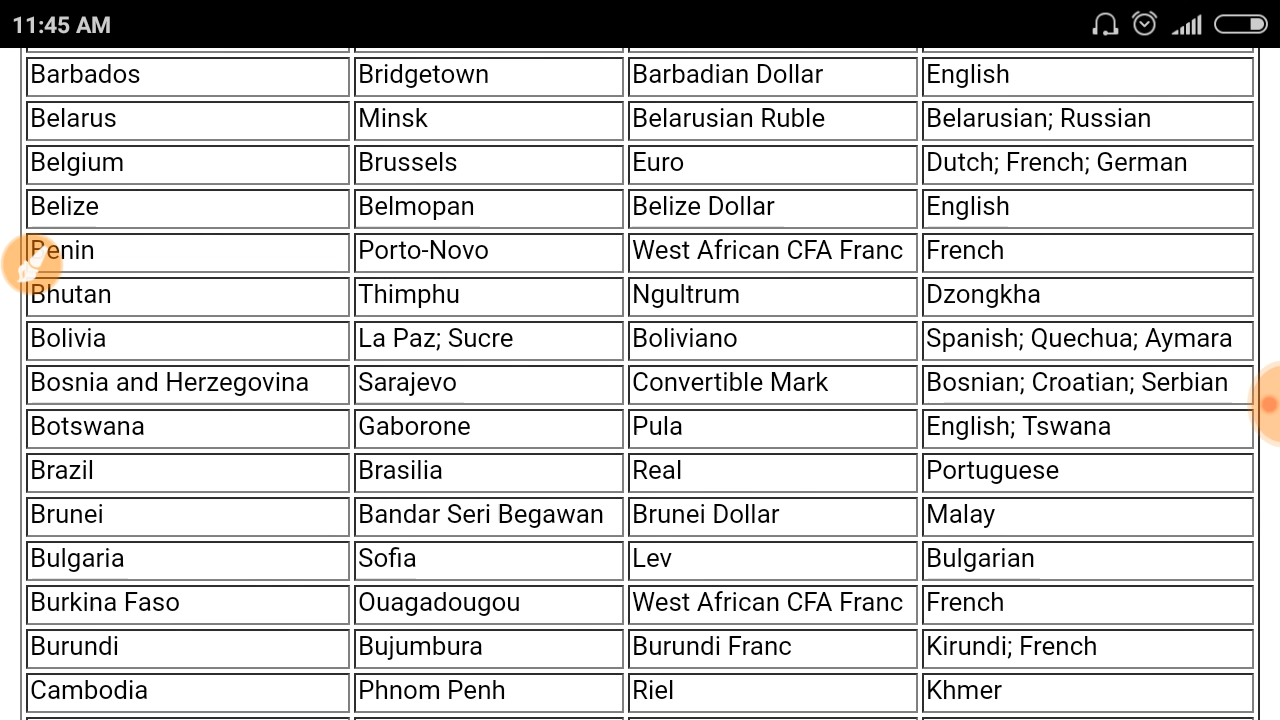 11:45 AM
Barbados Bridgetown Barbadian Dollar English
Belarus Minsk Belarusian Ruble Belarusian; Russian
Belgium Brussels Euro Dutch; French; German
Belize Belmopan Belize Dollar English
Benin Porto-Novo West African CFA Franc French
Bhutan Thimphu Ngultrum Dzongkha
Bolivia La Paz; Sucre Boliviano Spanish; Quechua; Aymara
Bosnia and Herzegovina Sarajevo Convertible Mark Bosnian; Croatian; Serbian
Botswana Gaborone Pula English; Tswana
Brazil Brasilia Real Portuguese
Brunei Bandar Seri Begawan Brunei Dollar Malay
Bulgaria Sofia Lev Bulgarian
Burkina Faso Ouagadougou West African CFA Franc French
Burundi Bujumbura Burundi Franc Kirundi; French
Cambodia Phnom Penh Riel Khmer